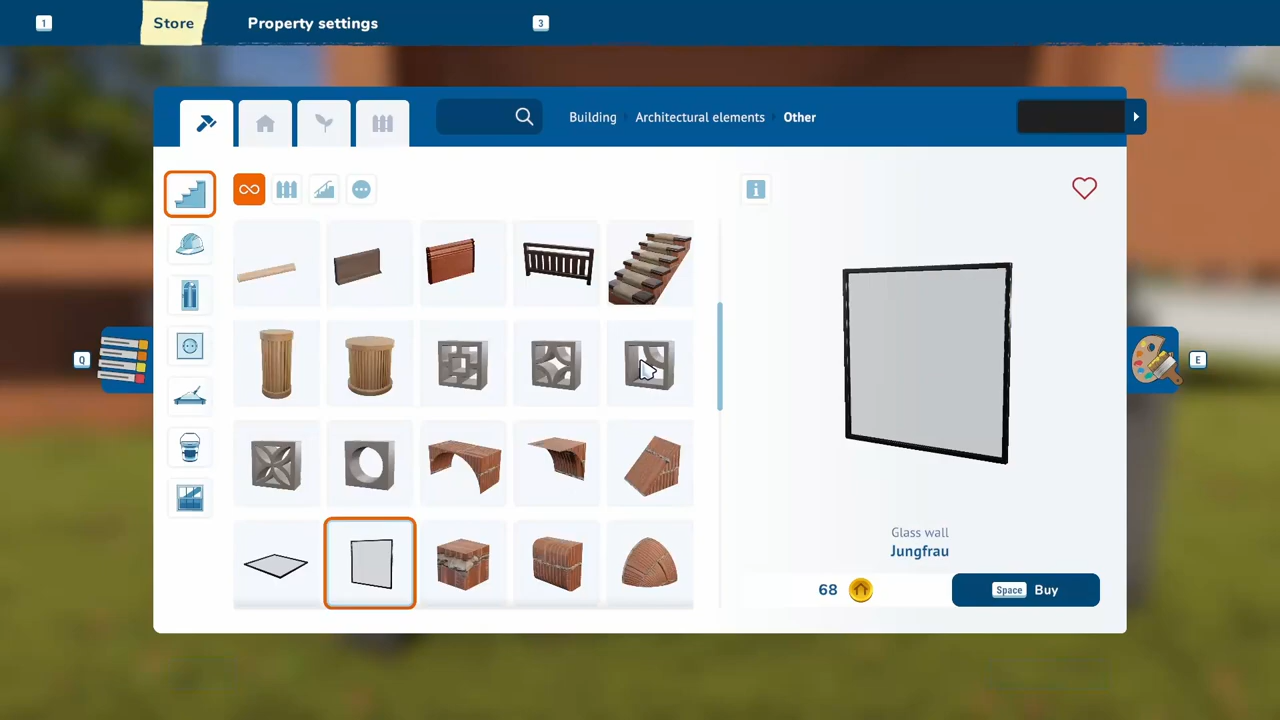 1
Store
Property settings
3
Building
Architectural elements
Other
Q
E
Glass wall
Jungfrau
68
Space
Buy